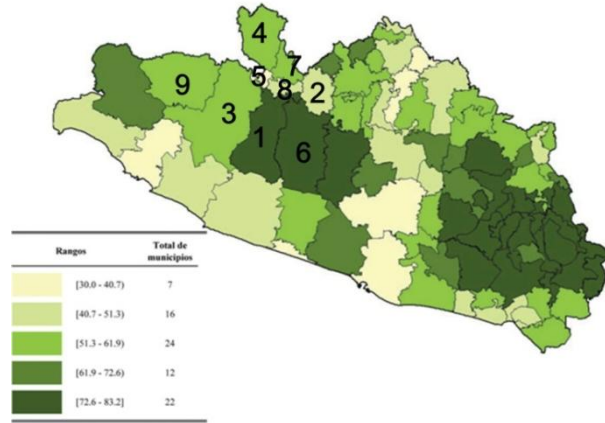 4
7
5
9
8 2
3
1 6
Rangos Total de municipios
[30.0 - 40.7) 7
[40.7 - 51.3) 16
[51.3 - 61.9) 24
[61.9 - 72.6) 12
[72.6 - 83.2] 22